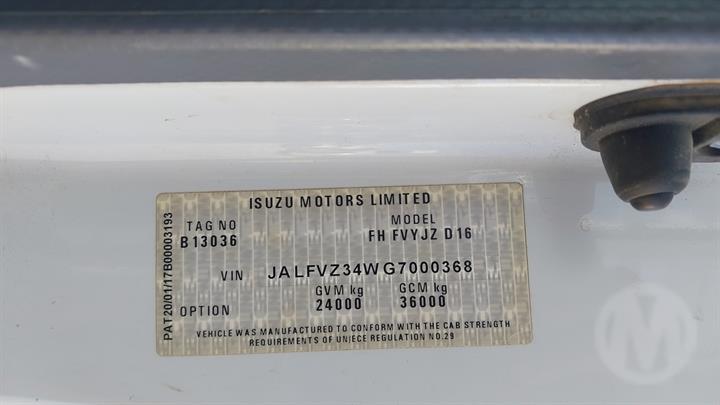 ISUZU MOTORS LIMITED
TAG NO MODEL
B13036 FH FVYJZ D16
VIN JALFVZ34WG7000368
GVM kg GCM kg
OPTION 24000 36000
VEHICLE WAS MANUFACTURED TO CONFORM WITH THE CAB STRENGTH
REQUIREMENTS OF UNIECE REGULATION NO.29
PAT20/01/17B00003193
M